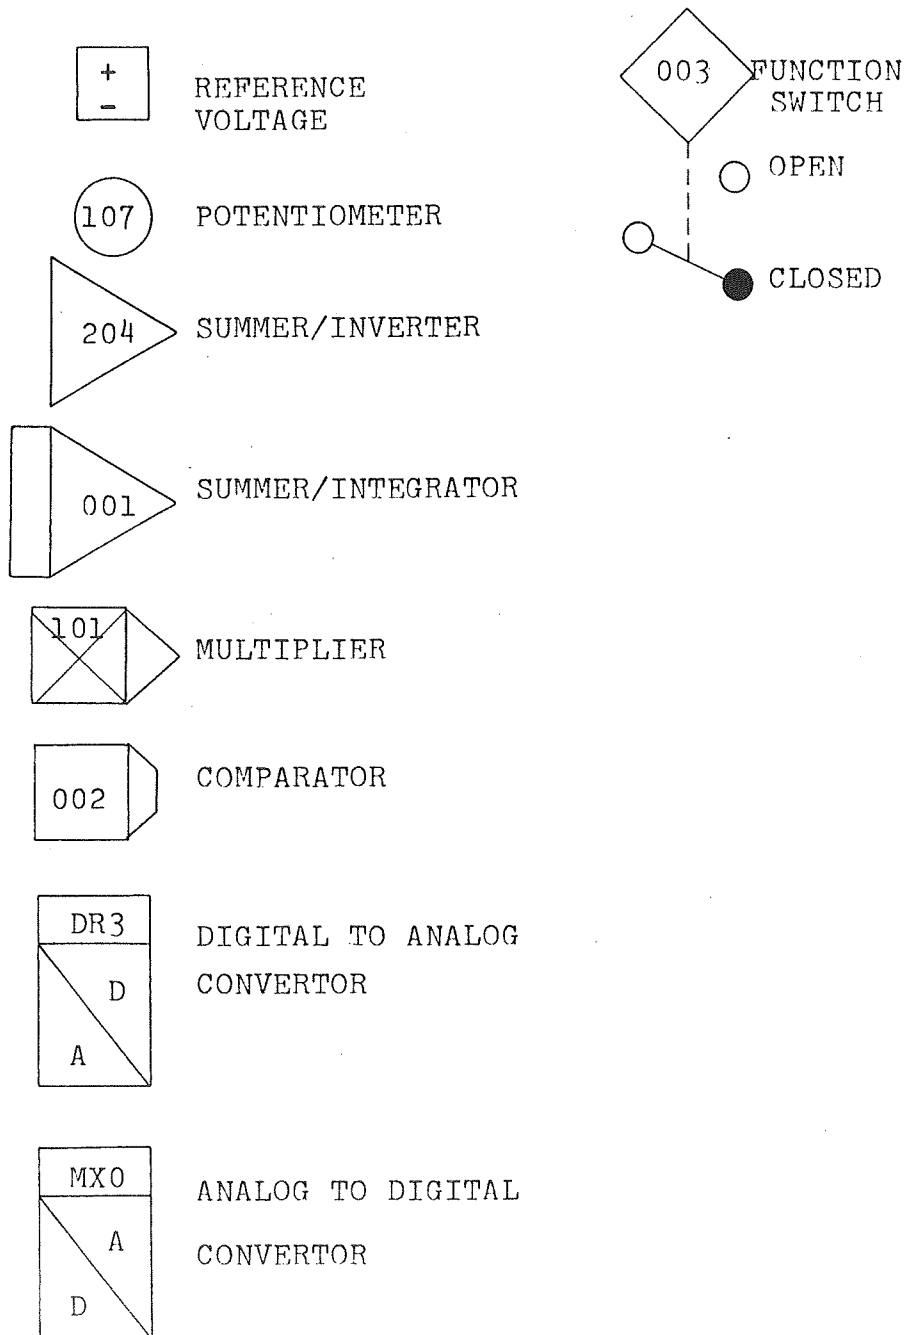 +
-
REFERENCE
VOLTAGE
107
POTENTIOMETER
204
SUMMER/INVERTER
001
SUMMER/INTEGRATOR
101
MULTIPLIER
002
COMPARATOR
DR3
D
A
DIGITAL TO ANALOG
CONVERTOR
MX0
A
D
ANALOG TO DIGITAL
CONVERTOR
003
FUNCTION
SWITCH
OPEN
CLOSED